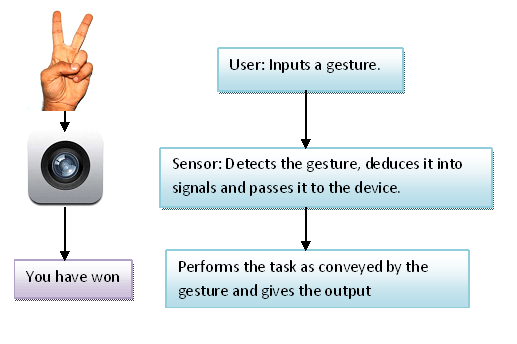 User: Inputs a gesture.
Sensor: Detects the gesture, deduces it into
signals and passes it to the device.
You have won
Performs the task as conveyed by the
gesture and gives the output